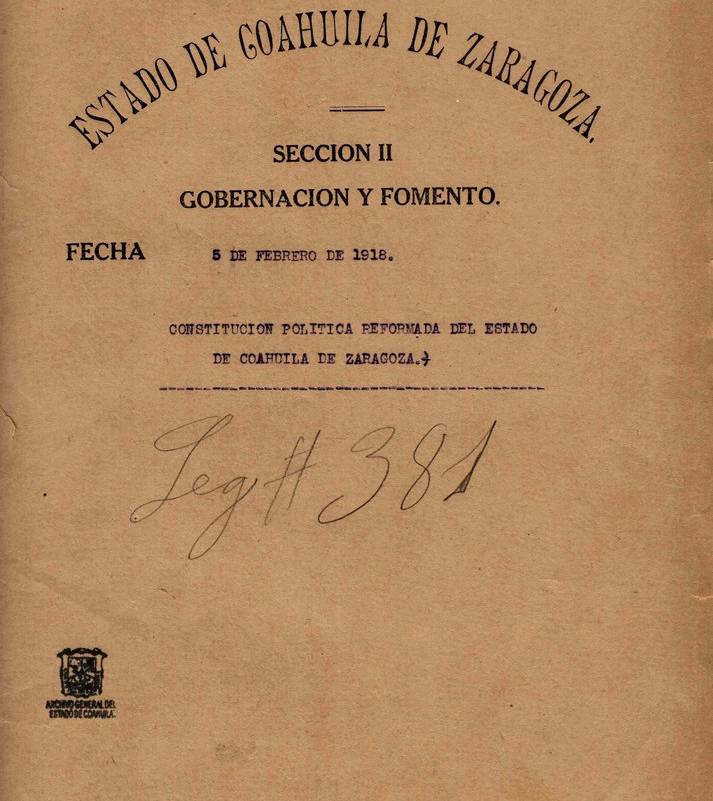 ESTADO DE COAHUILA DE ZARAGOZA.
SECCION II
GOBERNACION Y FOMENTO.
FECHA 5 DE FEBRERO DE 1918.
CONSTITUCION POLITICA REFORMADA DEL ESTADO
DE COAHUILA DE ZARAGOZA.}
Leg # 381
ARCHIVO GENERAL DEL
ESTADO DE COAHUILA.